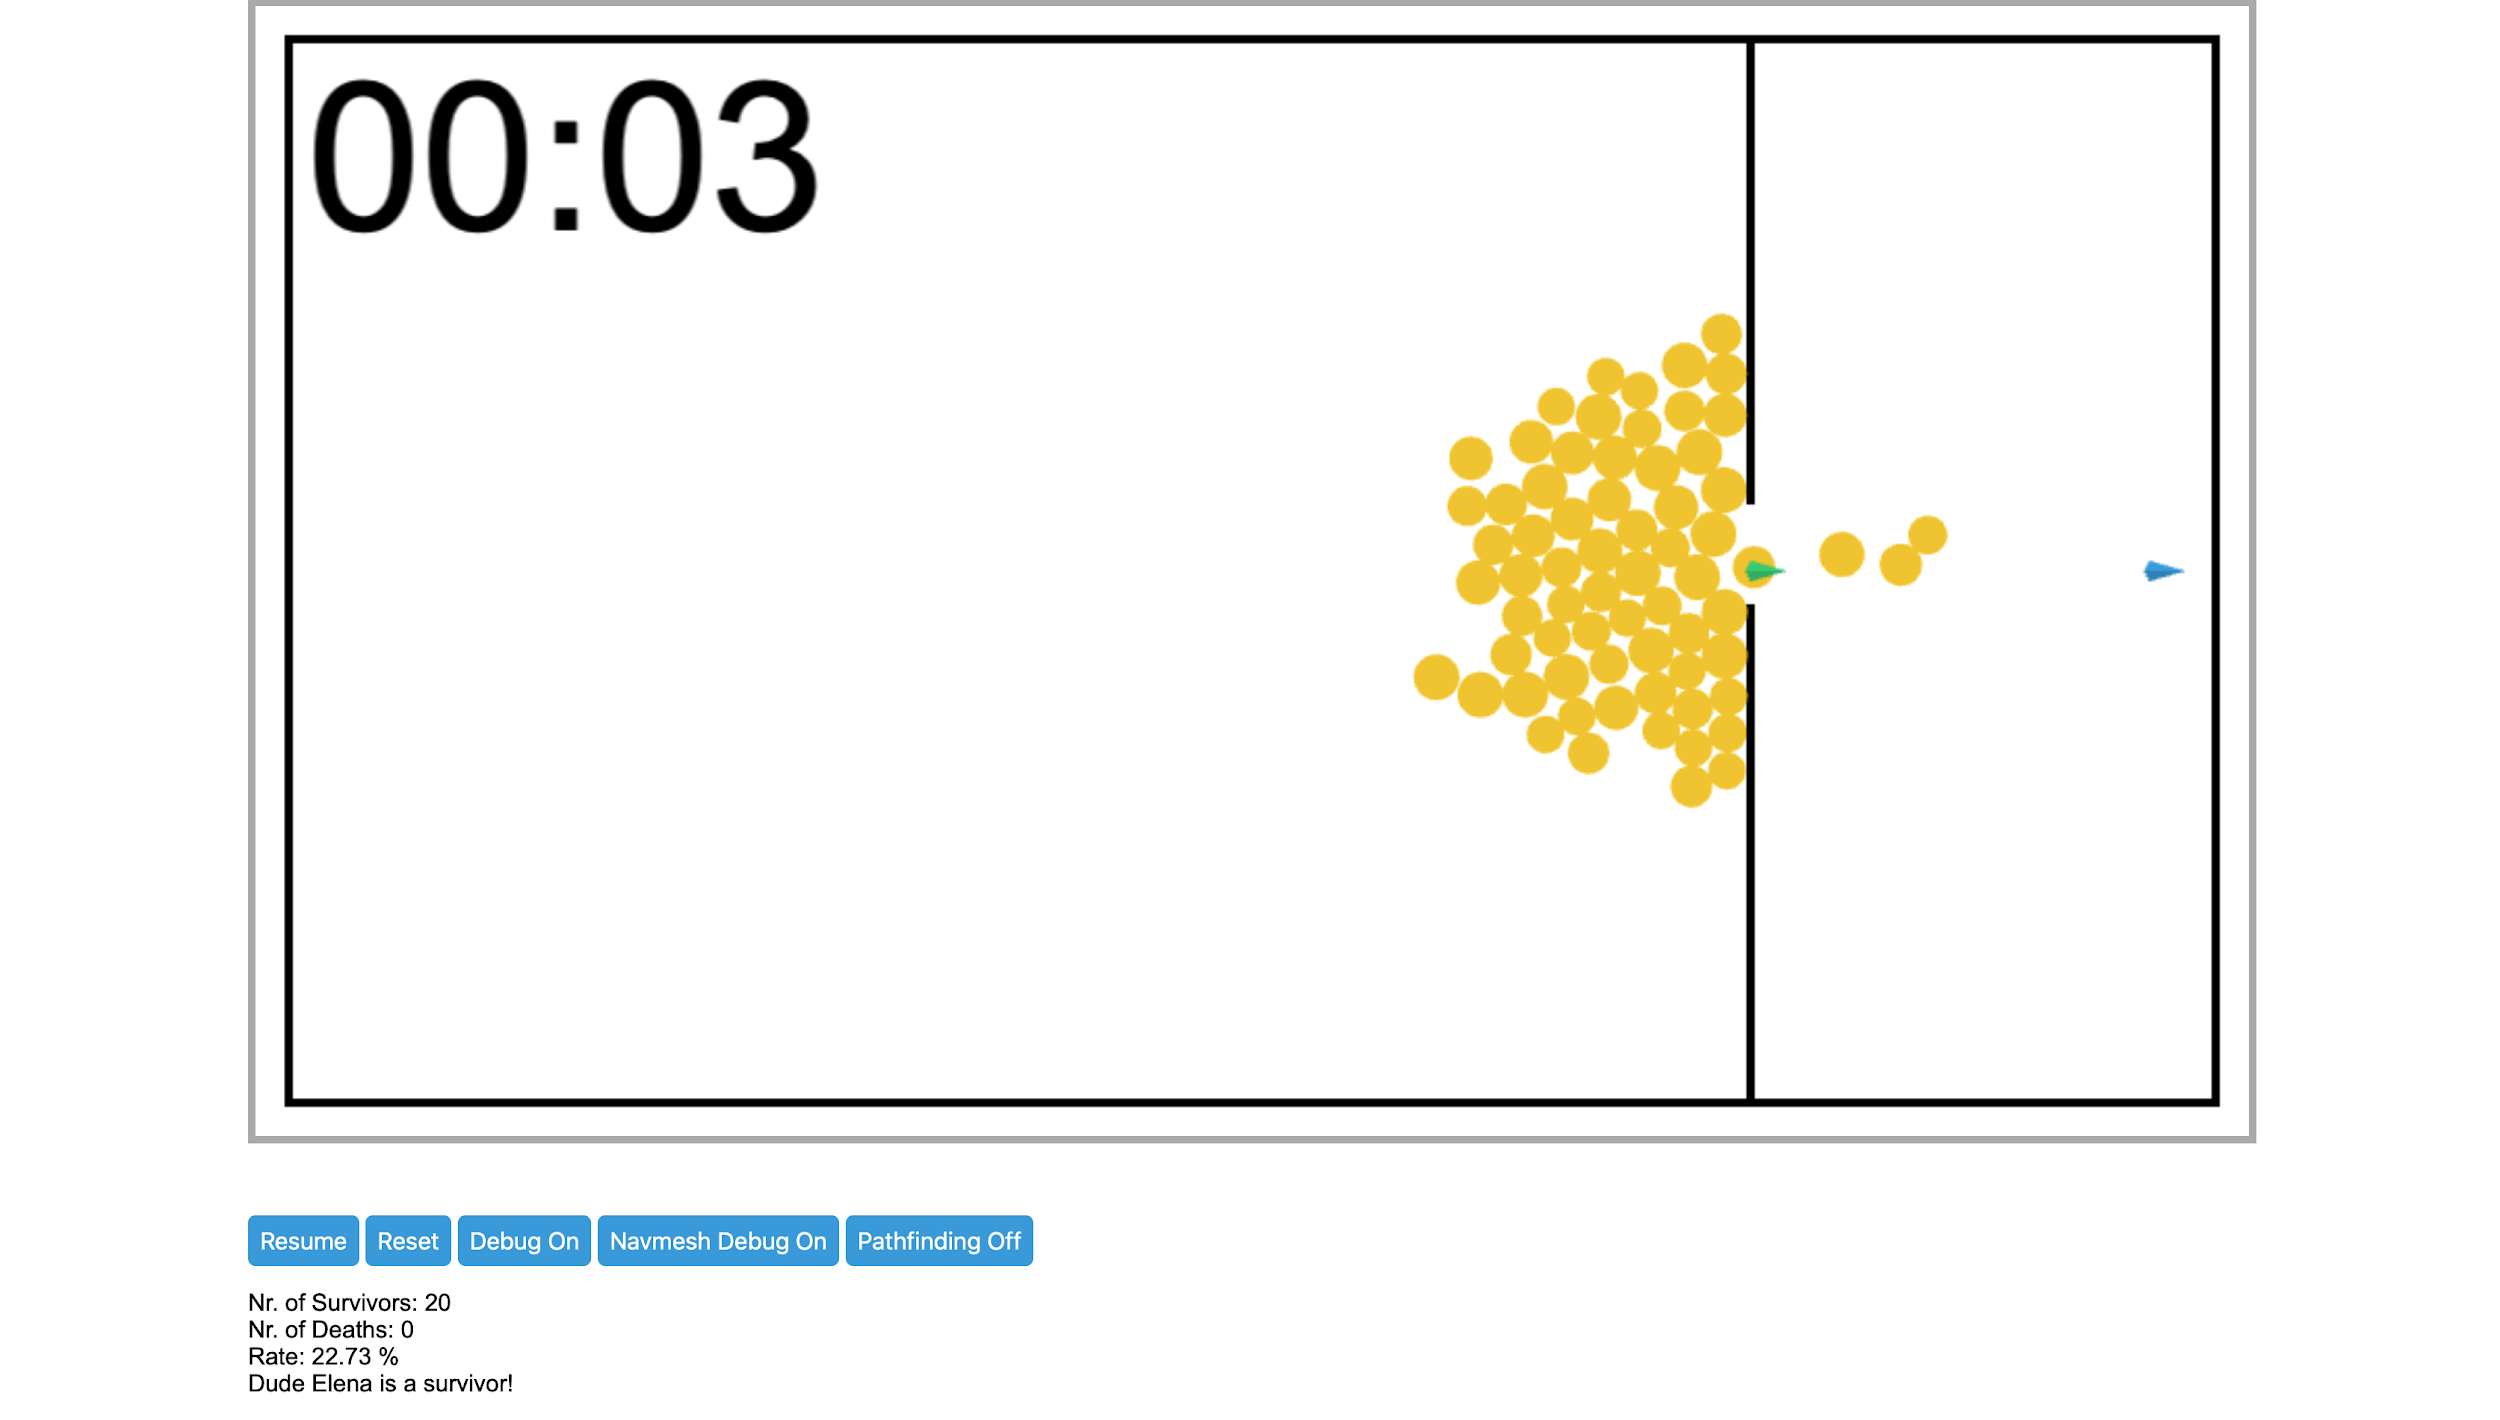 00:03
Resume Reset Debug On Navmesh Debug On Pathfinding Off
Nr. of Survivors: 20
Nr. of Deaths: 0
Rate: 22.73 %
Dude Elena is a survivor!